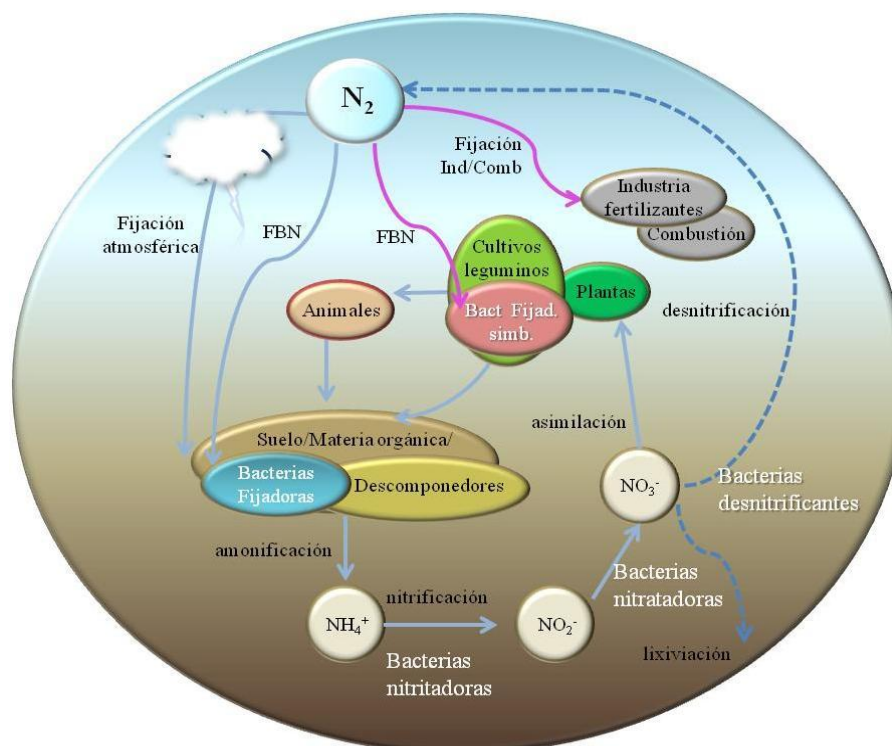 N₂
Fijación
Ind/Comb
Industria
fertilizantes
Combustión
Fijación
atmosférica
FBN
FBN
Cultivos
leguminos
Plantas
Bact Fijad.
simb.
Animales
desnitrificación
asimilación
Suelo/Materia orgánica/
Bacterias
Fijadoras
Descomponedores
NO₃⁻
Bacterias
desnitrificantes
amonificación
nitrificación
Bacterias
nitratadoras
NH₄⁺
NO₂⁻
Bacterias
nitritadoras
lixiviación